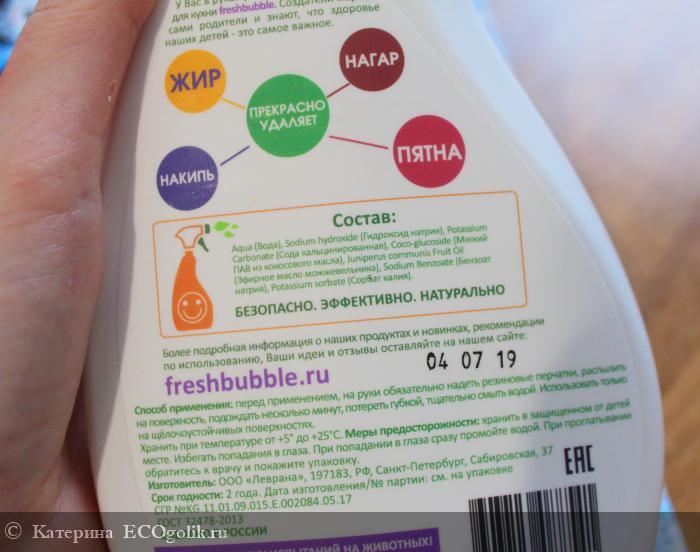 У Вас в рук
для кухни freshbubble. Создатели
сами родители и знают, что здоровье
наших детей - это самое важное.
ЖИР
НАГАР
ПРЕКРАСНО
УДАЛЯЕТ
НАКИПЬ
ПЯТНА
Состав:
Aqua (Вода), Sodium hydroxide (Гидроксид натрия), Potassium
Carbonate (Сода кальцинированная), Coco-glucoside (Мягкий
ПАВ из кокосового масла), Juniperus communis Fruit Oil
(Эфирное масло можжевельника), Sodium Benzoate (Бензоат
натрия), Potassium sorbate (Сорбат калия).
БЕЗОПАСНО. ЭФФЕКТИВНО. НАТУРАЛЬНО
Более подробная информация о наших продуктах и новинках, рекомендации
по использованию, Ваши идеи и отзывы оставляйте на нашем сайте:
freshbubble.ru
04 07 19
Способ применения: перед применением, на руки обязательно надеть резиновые перчатки, распылить
на поверхность, подождать несколько минут, потереть губкой, тщательно смыть водой. Использовать только
на щёлочоустойчивых поверхностях.
Хранить при температуре от +5° до +25°С. Меры предосторожности: хранить в защищенном от детей
месте. Избегать попадания в глаза. При попадании в глаза сразу промойте водой. При проглатывании
обратитесь к врачу и покажите упаковку.
Изготовитель: ООО «Леврана», 197183, РФ, Санкт-Петербург, Сабировская, 37
Срок годности: 2 года. Дата изготовления/№ партии: см. на упаковке
СГР №KG.11.01.09.015.E.002084.05.17
ГОСТ 32478-2013
РОССИИ
EAC
ИСПЫТАНИЙ НА ЖИВОТНЫХ!
© Катерина ECOgolik.ru